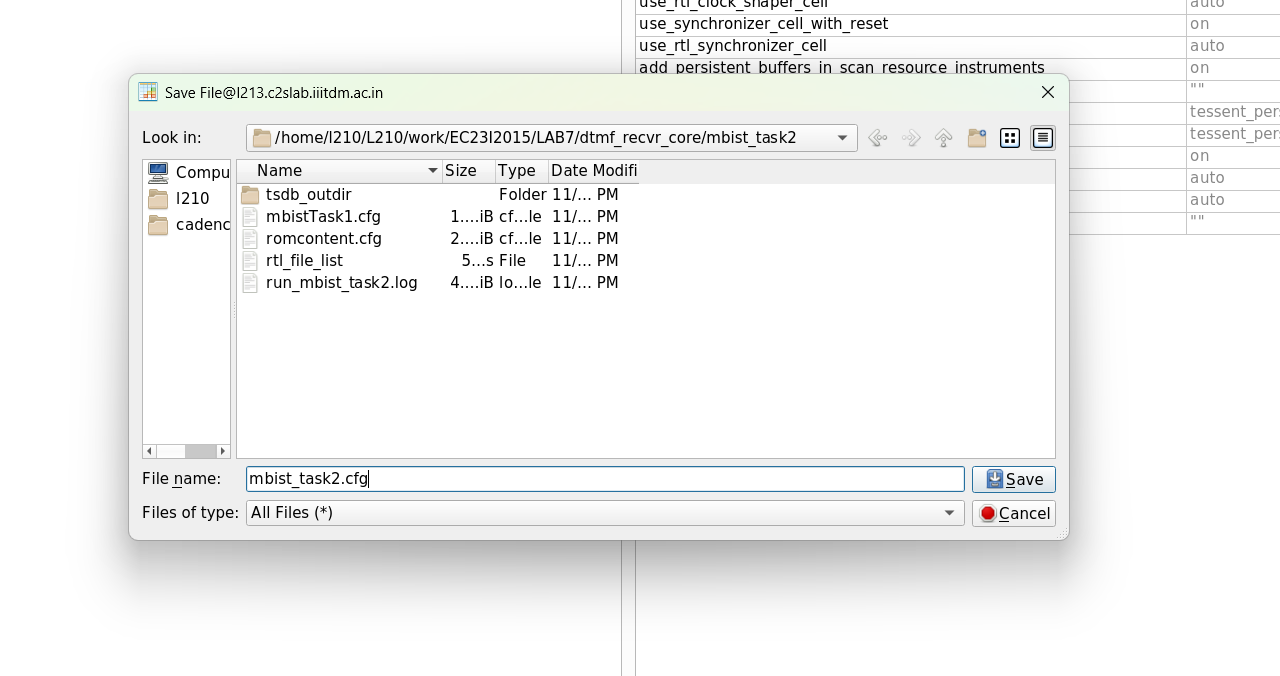 use_rtl_clock_shaper_cell auto
use_synchronizer_cell_with_reset on
use_rtl_synchronizer_cell auto
add_persistent_buffers_in_scan_resource_instruments on
""
tessent_pers
tessent_pers
on
auto
auto
""
Save File@l213.c2slab.iiitdm.ac.in
Look in: /home/l210/L210/work/EC23I2015/LAB7/dtmf_recvr_core/mbist_task2
Compu
l210
cadenc
Name Size Type Date Modifi
tsdb_outdir Folder 11/... PM
mbistTask1.cfg 1....iB cf...le 11/... PM
romcontent.cfg 2....iB cf...le 11/... PM
rtl_file_list 5...s File 11/... PM
run_mbist_task2.log 4....iB lo...le 11/... PM
File name: mbist_task2.cfg Save
Files of type: All Files (*) Cancel